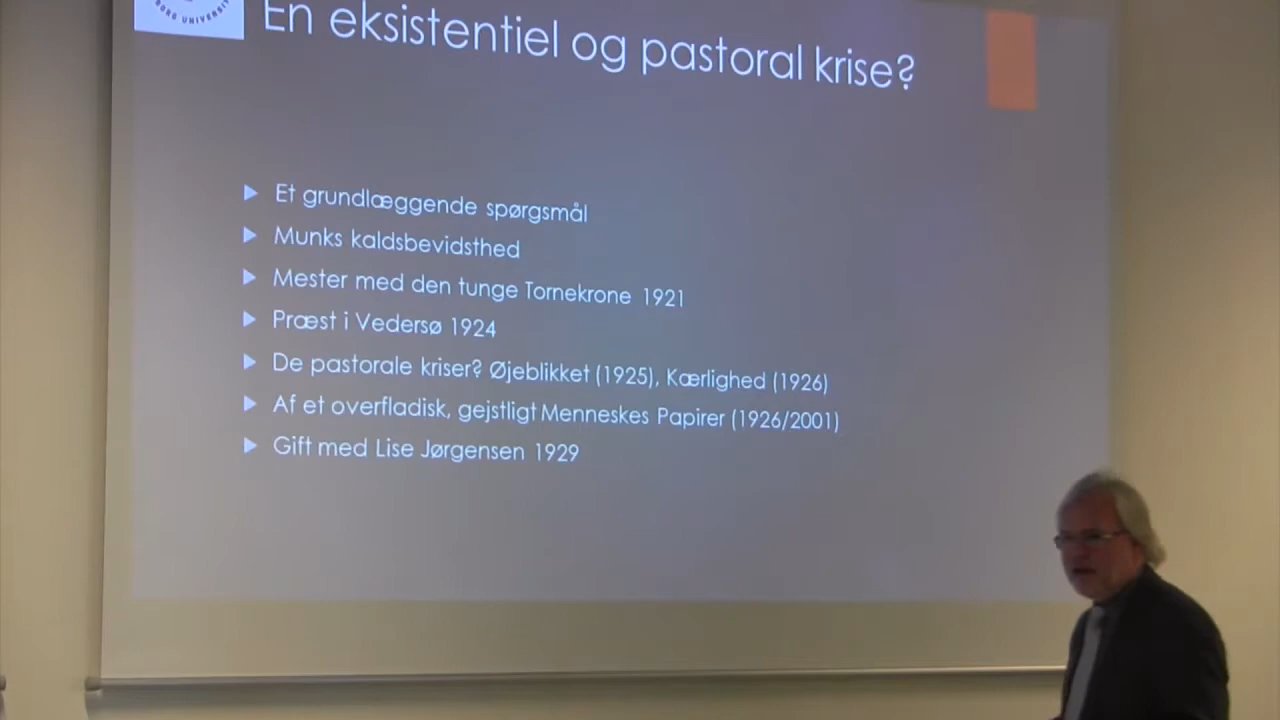 BORG UNIVERSI
En eksistentiel og pastoral krise?
Et grundlæggende spørgsmål
Munks kaldsbevidsthed
Mester med den tunge Tornekrone 1921
Præst i Vedersø 1924
De pastorale kriser? Øjeblikket (1925), Kærlighed (1926)
Af et overfladisk, gejstligt Menneskes Papirer (1926/2001)
Gift med Lise Jørgensen 1929